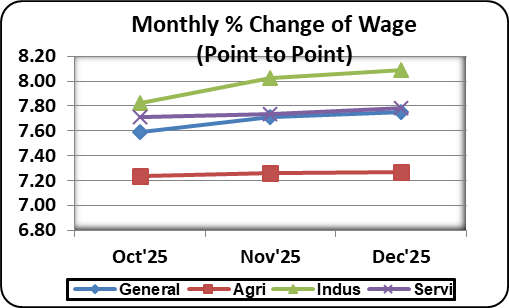 Monthly % Change of Wage
(Point to Point)
8.20
8.00
7.80
7.60
7.40
7.20
7.00
6.80
Oct'25 Nov'25 Dec'25
General Agri Indus Servi